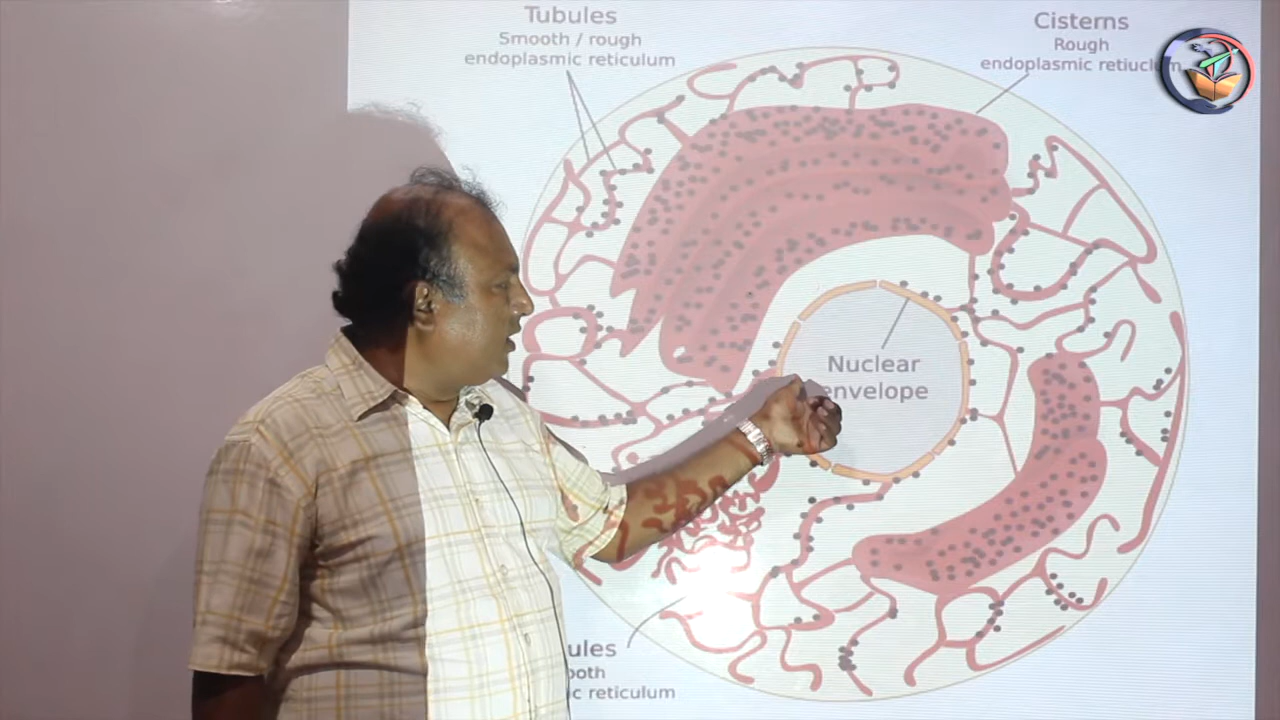 Tubules
Smooth / rough
endoplasmic reticulum
Cisterns
Rough
endoplasmic retiuclum
Nuclear
envelope
ules
ooth
ic reticulum